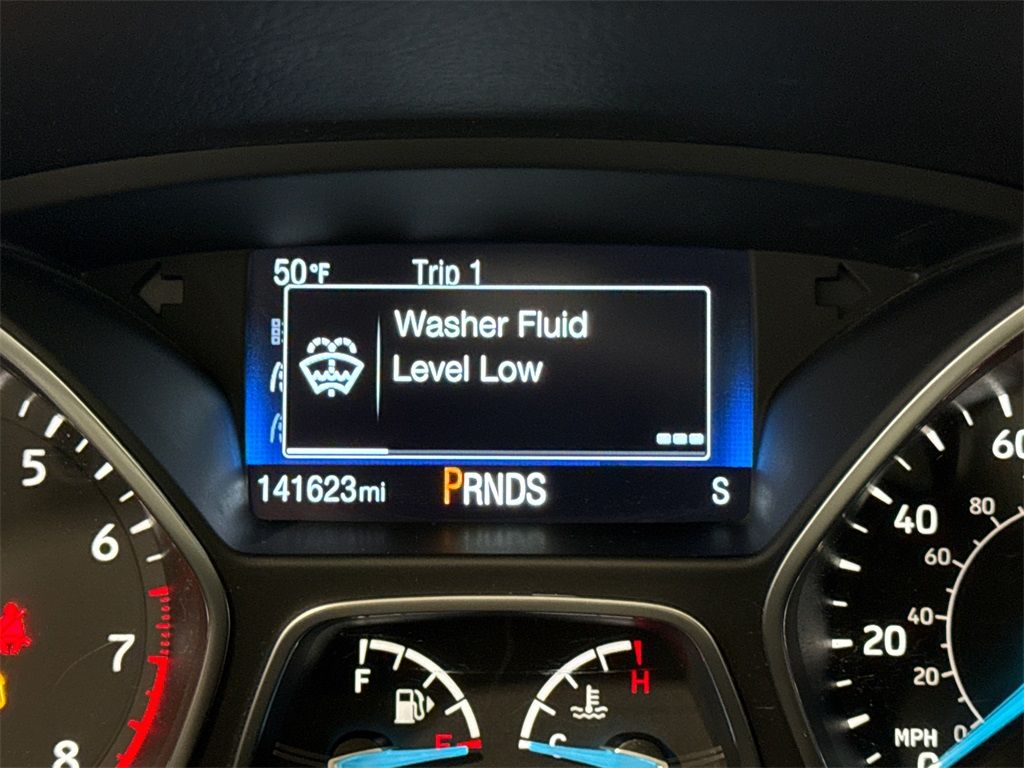 50°F Trip 1
Washer Fluid
Level Low
141623mi PRNDS S
5
6
7
8
F
E
H
C
60
40
20
MPH
80
60
40
20
0